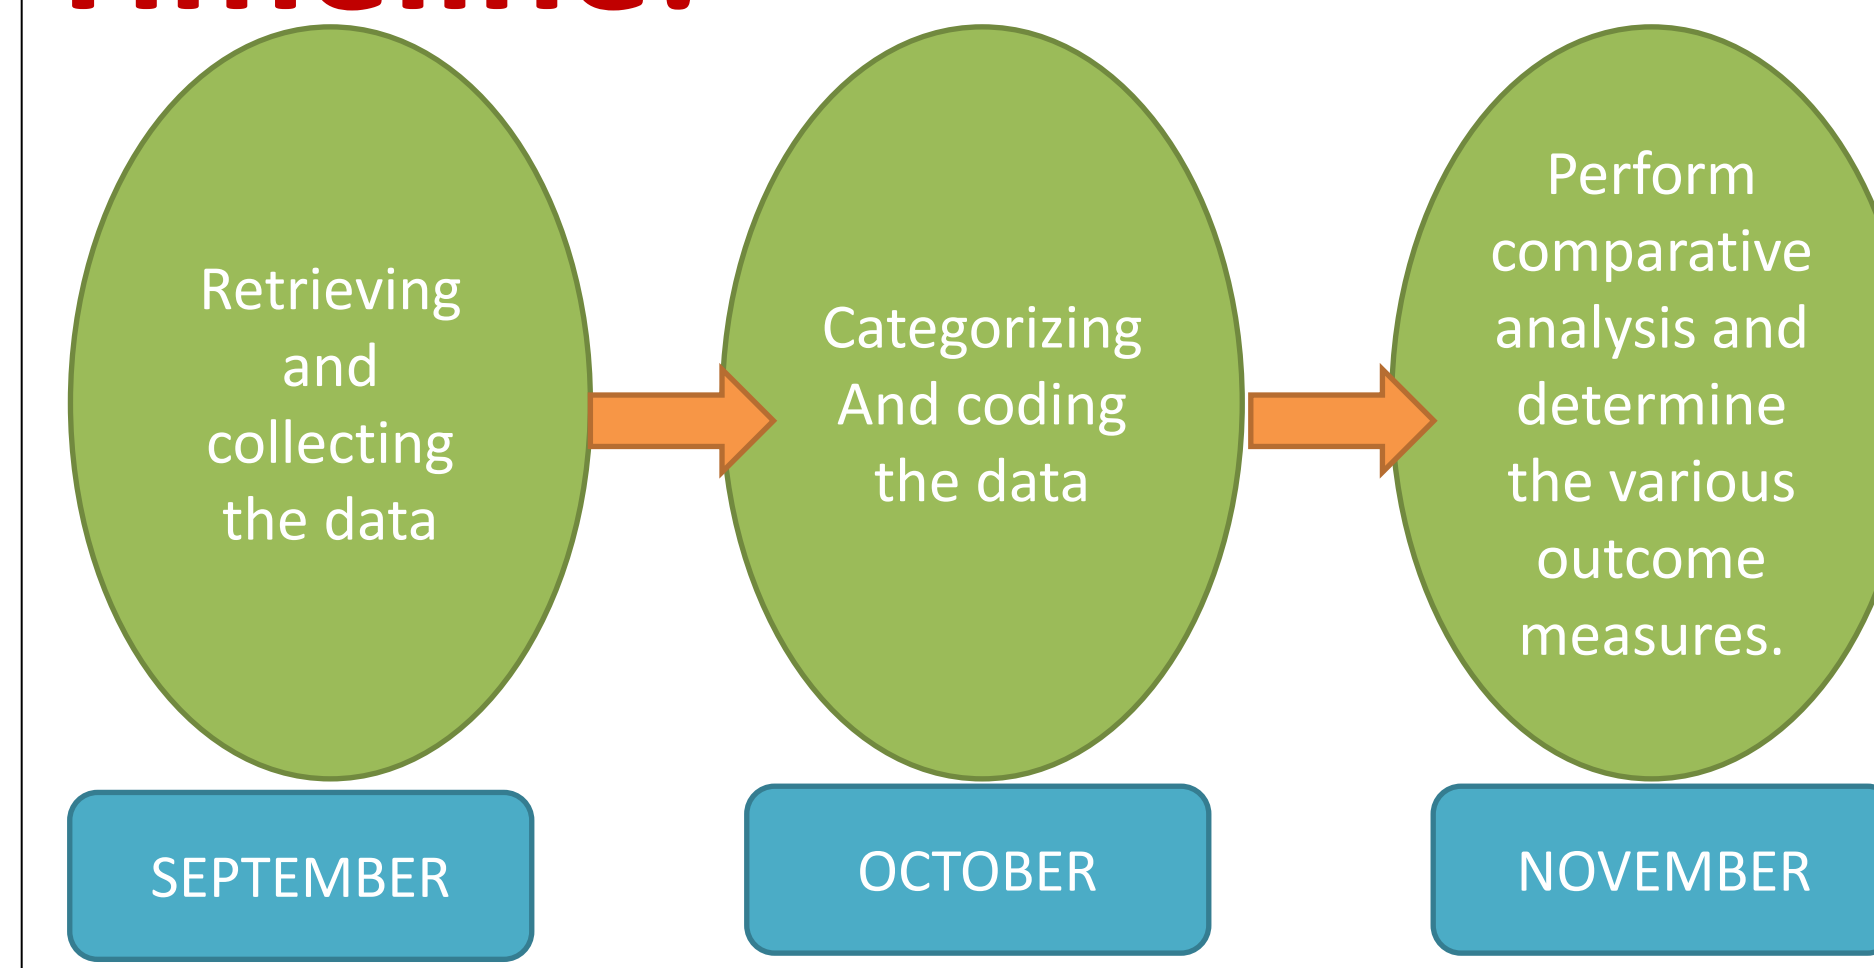 Retrieving
and
collecting
the data
Categorizing
And coding
the data
Perform
comparative
analysis and
determine
the various
outcome
measures.
SEPTEMBER
OCTOBER
NOVEMBER